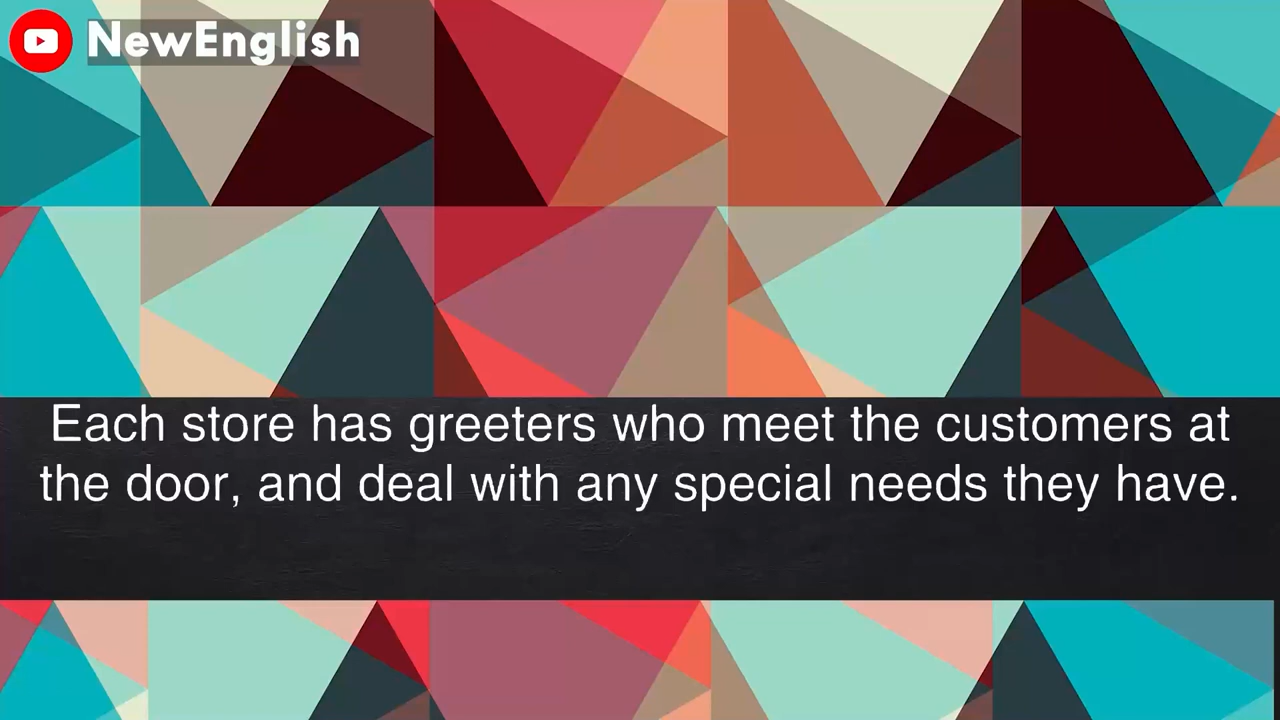 NewEnglish
Each store has greeters who meet the customers at
the door, and deal with any special needs they have.